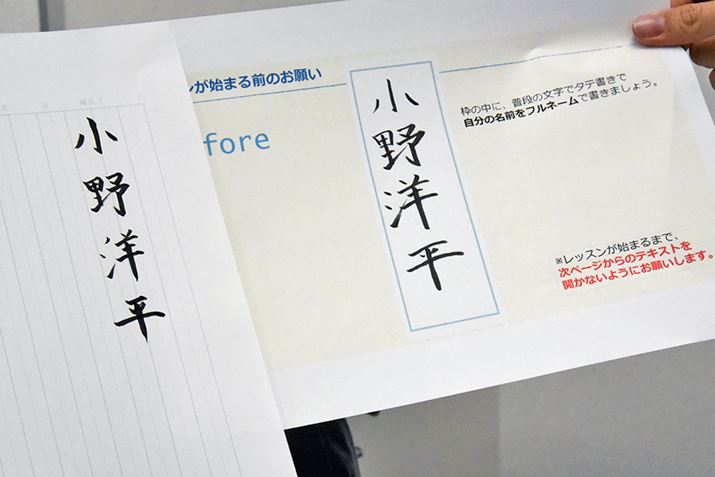 月 日 曜日(
小野洋平
ンが始まる前のお願い
fore
小野洋平
枠の中に、普段の文字でタテ書きで
自分の名前をフルネームで書きましょう。
※レッスンが始まるまで、
次ページからのテキストを
開かないようにお願いします。